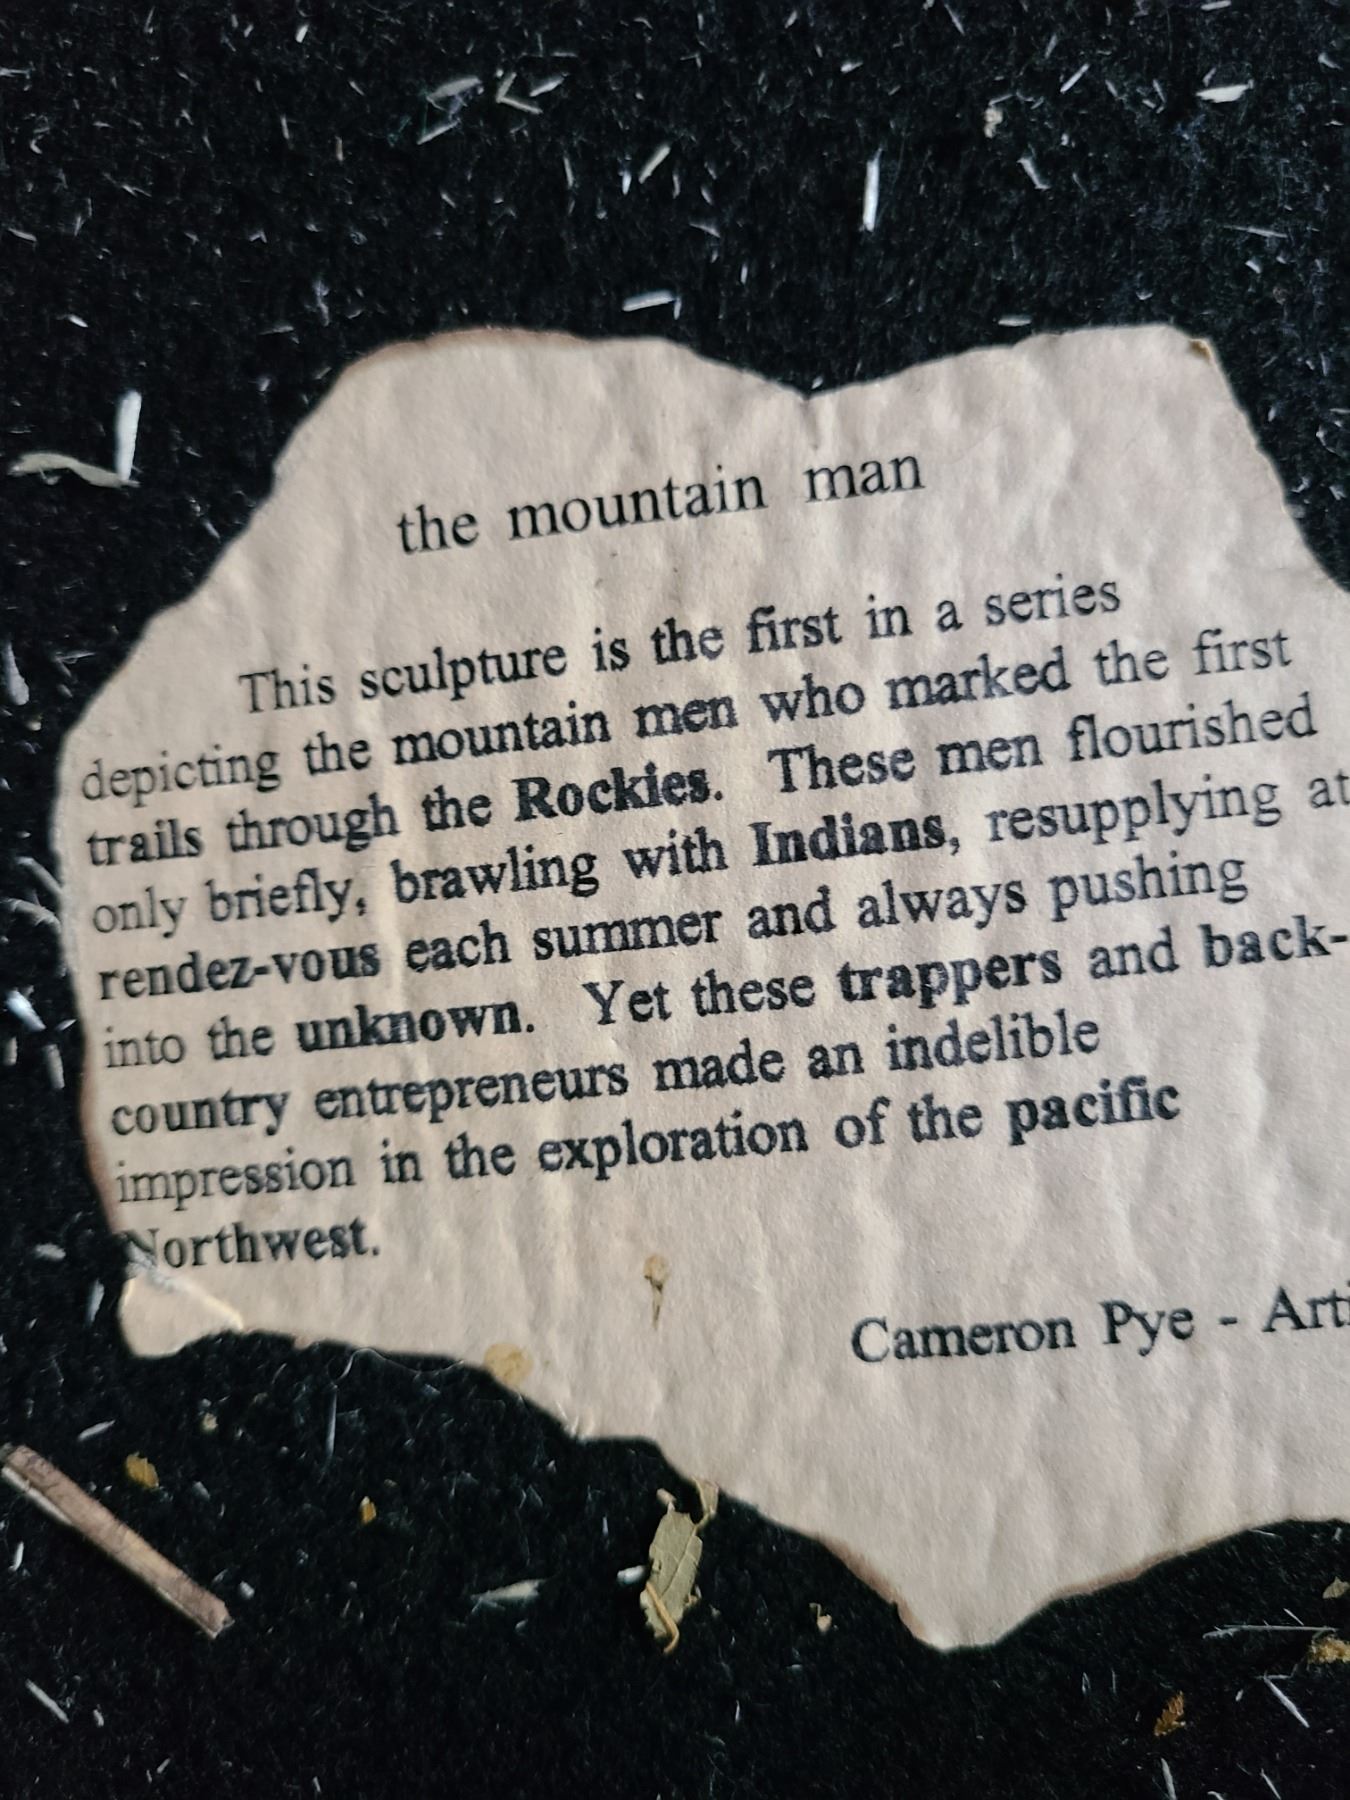 the mountain man
This sculpture is the first in a series
depicting the mountain men who marked the first
trails through the Rockies. These men flourished
only briefly, brawling with Indians, resupplying at
rendez-vous each summer and always pushing
into the unknown. Yet these trappers and back-
country entrepreneurs made an indelible
impression in the exploration of the pacific
Northwest.
Cameron Pye - Arti